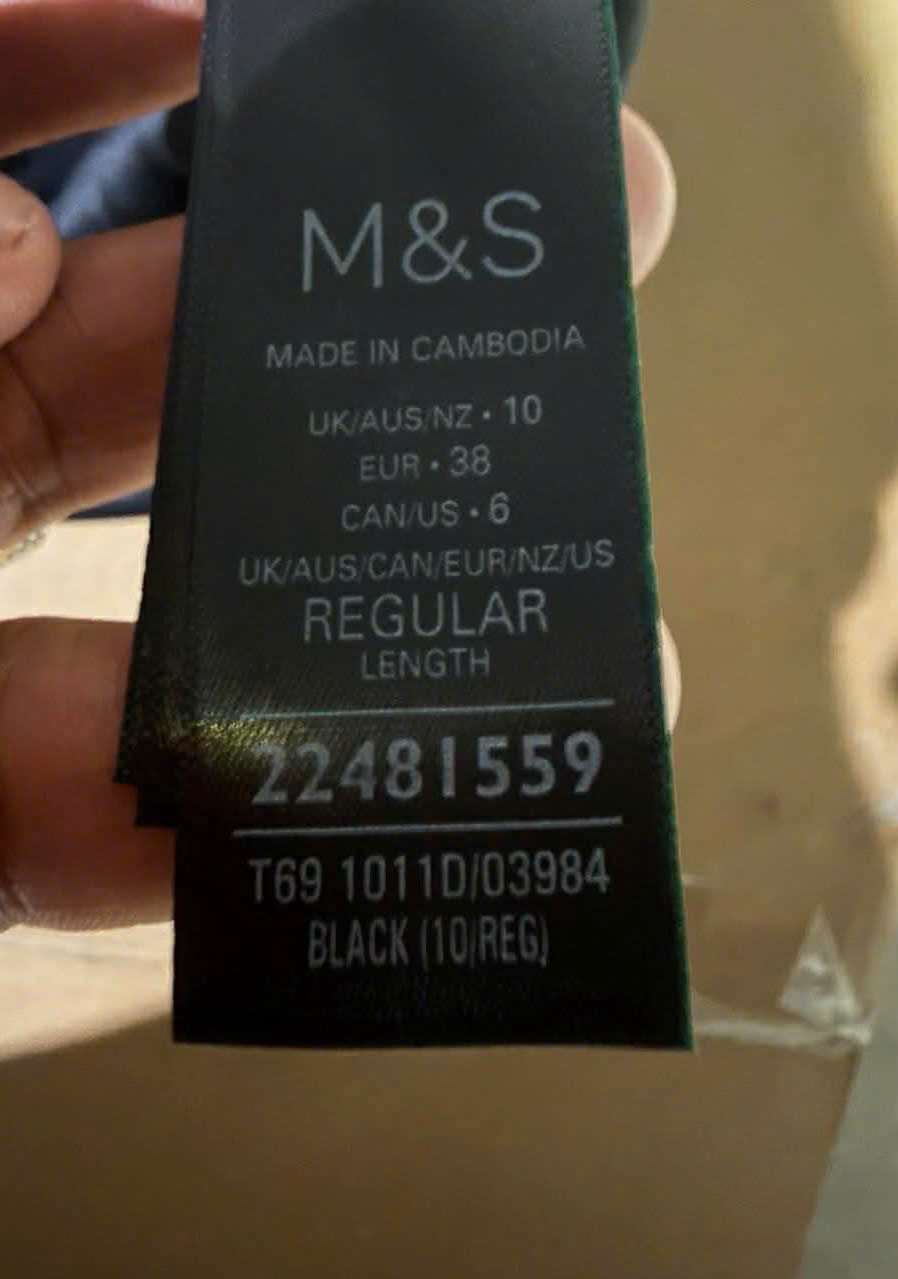 M&S
MADE IN CAMBODIA
UK/AUS/NZ • 10
EUR • 38
CAN/US • 6
UK/AUS/CAN/EUR/NZ/US
REGULAR
LENGTH
22481559
T69 1011D/03984
BLACK (10/REG)